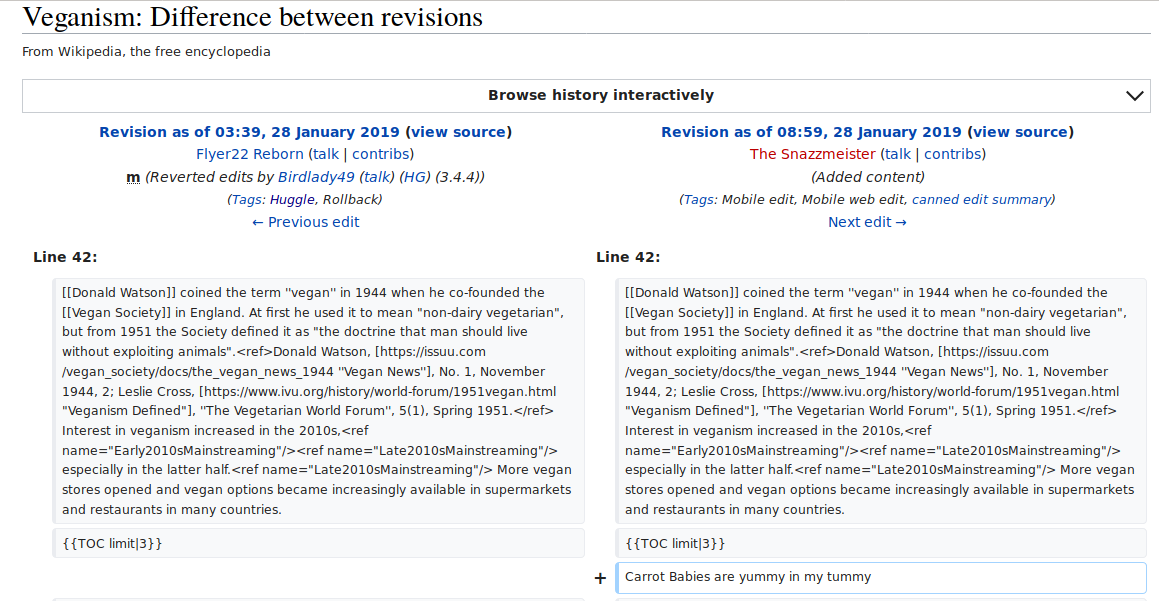 Veganism: Difference between revisions
From Wikipedia, the free encyclopedia
Browse history interactively
Revision as of 03:39, 28 January 2019 (view source)
Flyer22 Reborn (talk | contribs)
m (Reverted edits by Birdlady49 (talk) (HG) (3.4.4))
(Tags: Huggle, Rollback)
← Previous edit
Revision as of 08:59, 28 January 2019 (view source)
The Snazzmeister (talk | contribs)
(Added content)
(Tags: Mobile edit, Mobile web edit, canned edit summary)
Next edit →
Line 42:
[[Donald Watson]] coined the term "vegan" in 1944 when he co-founded the
[[Vegan Society]] in England. At first he used it to mean "non-dairy vegetarian",
but from 1951 the Society defined it as "the doctrine that man should live
without exploiting animals".<ref>Donald Watson, [https://issuu.com
/vegan_society/docs/the_vegan_news_1944 ''Vegan News''], No. 1, November
1944, 2; Leslie Cross, [https://www.ivu.org/history/world-forum/1951vegan.html
"Veganism Defined"], ''The Vegetarian World Forum'', 5(1), Spring 1951.</ref>
Interest in veganism increased in the 2010s,<ref
name="Early2010sMainstreaming"/><ref name="Late2010sMainstreaming"/>
especially in the latter half.<ref name="Late2010sMainstreaming"/> More vegan
stores opened and vegan options became increasingly available in supermarkets
and restaurants in many countries.
{{TOC limit|3}}
Line 42:
[[Donald Watson]] coined the term "vegan" in 1944 when he co-founded the
[[Vegan Society]] in England. At first he used it to mean "non-dairy vegetarian",
but from 1951 the Society defined it as "the doctrine that man should live
without exploiting animals".<ref>Donald Watson, [https://issuu.com
/vegan_society/docs/the_vegan_news_1944 ''Vegan News''], No. 1, November
1944, 2; Leslie Cross, [https://www.ivu.org/history/world-forum/1951vegan.html
"Veganism Defined"], ''The Vegetarian World Forum'', 5(1), Spring 1951.</ref>
Interest in veganism increased in the 2010s,<ref
name="Early2010sMainstreaming"/><ref name="Late2010sMainstreaming"/>
especially in the latter half.<ref name="Late2010sMainstreaming"/> More vegan
stores opened and vegan options became increasingly available in supermarkets
and restaurants in many countries.
{{TOC limit|3}}
+ Carrot Babies are yummy in my tummy